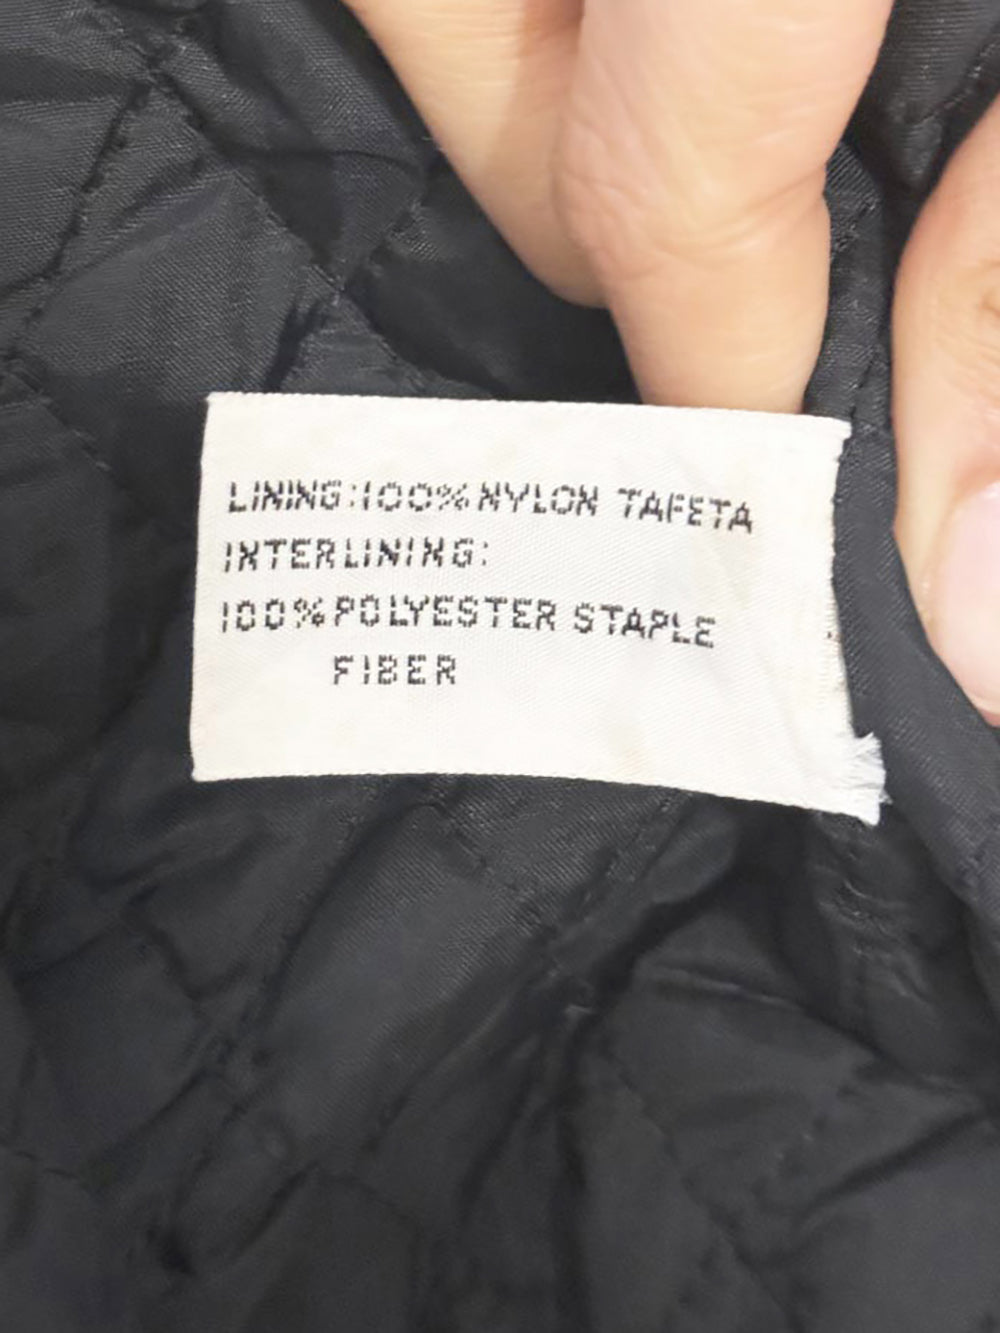 LINING:100% NYLON TAFETA
INTERLINING:
100% POLYESTER STAPLE
FIBER